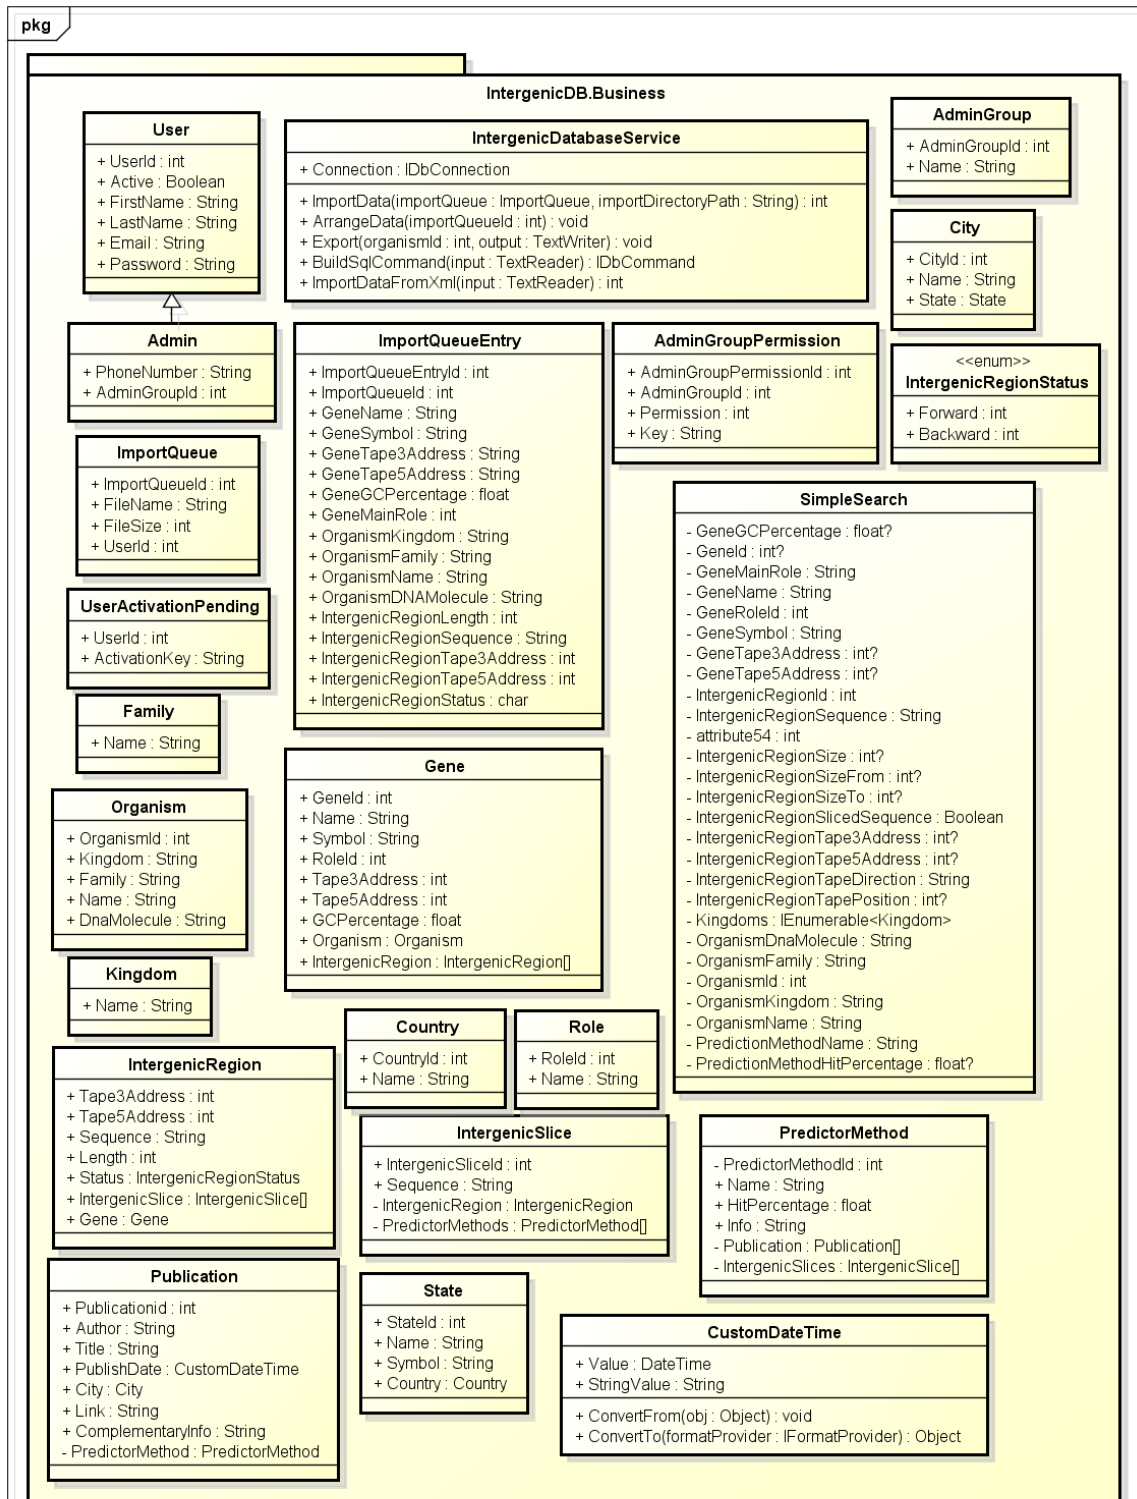 pkg
IntergenicDB.Business
User
+ UserId : int
+ Active : Boolean
+ FirstName : String
+ LastName : String
+ Email : String
+ Password : String
IntergenicDatabaseService
+ Connection : IDbConnection
+ ImportData(importQueue : ImportQueue, importDirectoryPath : String) : int
+ ArrangeData(importQueueId : int) : void
+ Export(organismId : int, output : TextWriter) : void
+ BuildSqlCommand(input : TextReader) : IDbCommand
+ ImportDataFromXml(input : TextReader) : int
AdminGroup
+ AdminGroupId : int
+ Name : String
City
+ CityId : int
+ Name : String
+ State : State
Admin
+ PhoneNumber : String
+ AdminGroupId : int
ImportQueueEntry
+ ImportQueueEntryId : int
+ ImportQueueId : int
+ GeneName : String
+ GeneSymbol : String
+ GeneTape3Address : String
+ GeneTape5Address : String
+ GeneGCPercentage : float
+ GeneMainRole : int
+ OrganismKingdom : String
+ OrganismFamily : String
+ OrganismName : String
+ OrganismDNAMolecule : String
+ IntergenicRegionLength : int
+ IntergenicRegionSequence : String
+ IntergenicRegionTape3Address : int
+ IntergenicRegionTape5Address : int
+ IntergenicRegionStatus : char
AdminGroupPermission
+ AdminGroupPermissionId : int
+ AdminGroupId : int
+ Permission : int
+ Key : String
<<enum>>
IntergenicRegionStatus
+ Forward : int
+ Backward : int
ImportQueue
+ ImportQueueId : int
+ FileName : String
+ FileSize : int
+ UserId : int
SimpleSearch
- GeneGCPercentage : float?
- GeneId : int?
- GeneMainRole : String
- GeneName : String
- GeneRoleId : int
- GeneSymbol : String
- GeneTape3Address : int?
- GeneTape5Address : int?
- IntergenicRegionId : int
- IntergenicRegionSequence : String
- attribute54 : int
- IntergenicRegionSize : int?
- IntergenicRegionSizeFrom : int?
- IntergenicRegionSizeTo : int?
- IntergenicRegionSlicedSequence : Boolean
- IntergenicRegionTape3Address : int?
- IntergenicRegionTape5Address : int?
- IntergenicRegionTapeDirection : String
- IntergenicRegionTapePosition : int?
- Kingdoms : IEnumerable<Kingdom>
- OrganismDnaMolecule : String
- OrganismFamily : String
- OrganismId : int
- OrganismKingdom : String
- OrganismName : String
- PredictionMethodName : String
- PredictionMethodHitPercentage : float?
UserActivationPending
+ UserId : int
+ ActivationKey : String
Family
+ Name : String
Gene
+ GeneId : int
+ Name : String
+ Symbol : String
+ RoleId : int
+ Tape3Address : int
+ Tape5Address : int
+ GCPercentage : float
+ Organism : Organism
+ IntergenicRegion : IntergenicRegion[]
Organism
+ OrganismId : int
+ Kingdom : String
+ Family : String
+ Name : String
+ DnaMolecule : String
Kingdom
+ Name : String
Country
+ CountryId : int
+ Name : String
Role
+ RoleId : int
+ Name : String
IntergenicRegion
+ Tape3Address : int
+ Tape5Address : int
+ Sequence : String
+ Length : int
+ Status : IntergenicRegionStatus
+ IntergenicSlice : IntergenicSlice[]
+ Gene : Gene
IntergenicSlice
+ IntergenicSliceId : int
+ Sequence : String
- IntergenicRegion : IntergenicRegion
- PredictorMethods : PredictorMethod[]
PredictorMethod
- PredictorMethodId : int
+ Name : String
+ HitPercentage : float
+ Info : String
- Publication : Publication[]
- IntergenicSlices : IntergenicSlice[]
Publication
+ Publicationid : int
+ Author : String
+ Title : String
+ PublishDate : CustomDateTime
+ City : City
+ Link : String
+ ComplementaryInfo : String
- PredictorMethod : PredictorMethod
State
+ StateId : int
+ Name : String
+ Symbol : String
+ Country : Country
CustomDateTime
+ Value : DateTime
+ StringValue : String
+ ConvertFrom(obj : Object) : void
+ ConvertTo(formatProvider : IFormatProvider) : Object